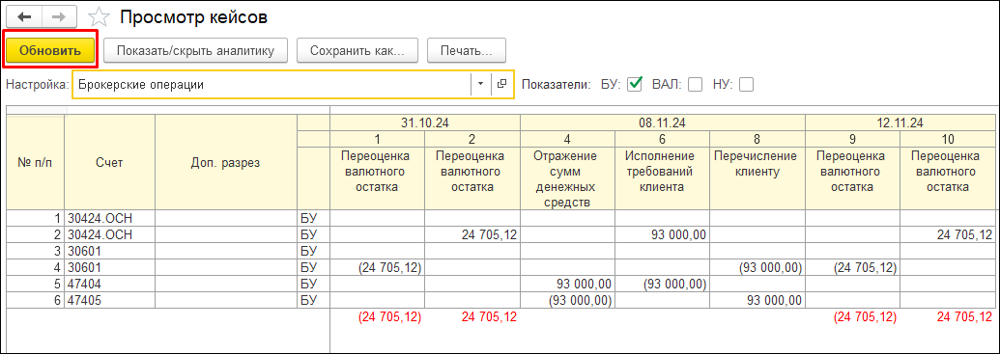 Просмотр кейсов
Обновить Показать/скрыть аналитику Сохранить как... Печать...
Настройка: Брокерские операции Показатели: БУ: ВАЛ: НУ:
№ п/п Счет Доп. разрез 31.10.24 08.11.24 12.11.24
1 2 4 6 8 9 10
Переоценка валютного остатка Переоценка валютного остатка Отражение сумм денежных средств Исполнение требований клиента Перечисление клиенту Переоценка валютного остатка Переоценка валютного остатка
1 30424.ОСН БУ
2 30424.ОСН БУ 24 705,12 93 000,00 24 705,12
3 30601 БУ
4 30601 БУ (24 705,12) (93 000,00) (24 705,12)
5 47404 БУ 93 000,00 (93 000,00)
6 47405 БУ (93 000,00) 93 000,00
(24 705,12) 24 705,12 (24 705,12) 24 705,12